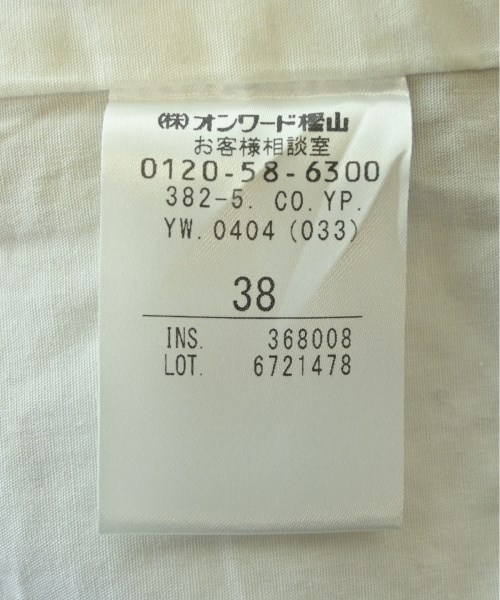 (株)オンワード樫山
お客様相談室
0120-58-6300
382-5. CO. YP.
YW. 0404 (033)
38
INS. 368008
LOT. 6721478